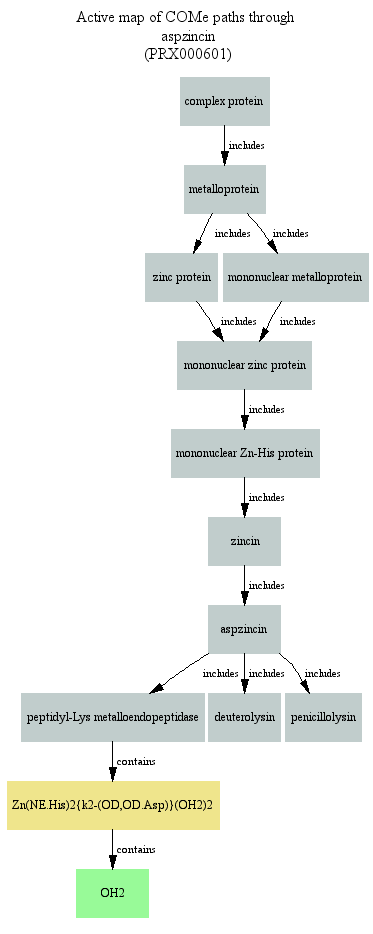 Active map of COMe paths through
aspzincin
(PRX000601)
complex protein
includes
metalloprotein
includes
includes
zinc protein
mononuclear metalloprotein
includes
includes
mononuclear zinc protein
includes
mononuclear Zn-His protein
includes
zincin
includes
aspzincin
includes
includes
includes
peptidyl-Lys metalloendopeptidase
deuterolysin
penicillolysin
contains
Zn(NE.His)2{k2-(OD,OD.Asp)}(OH2)2
contains
OH2